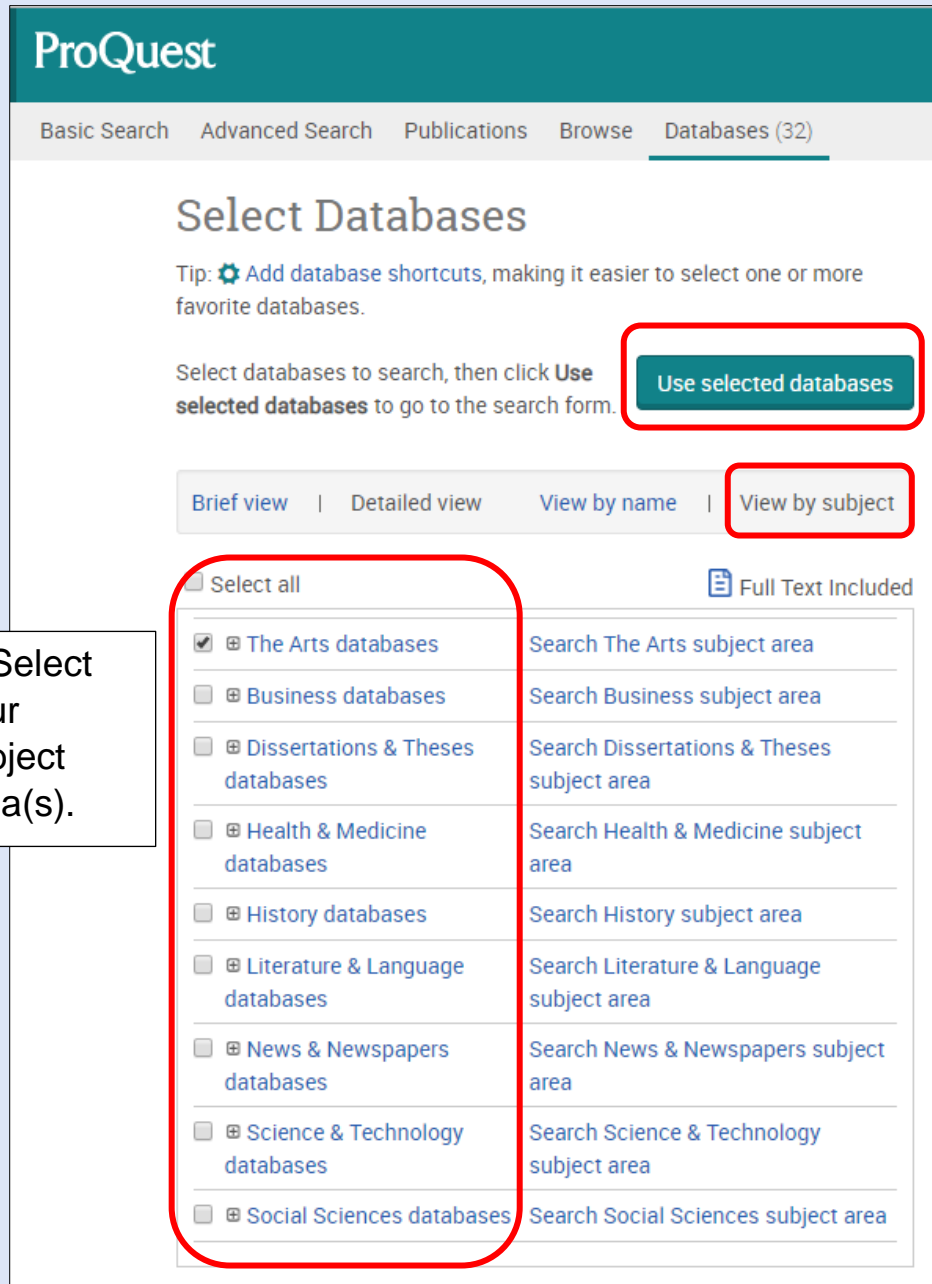 ProQuest
Basic Search Advanced Search Publications Browse Databases (32)
Select Databases
Tip: Add database shortcuts, making it easier to select one or more
favorite databases.
Select databases to search, then click Use
selected databases to go to the search form.
Use selected databases
Brief view | Detailed view View by name | View by subject
Select all
Full Text Included
The Arts databases
Search The Arts subject area
Business databases
Search Business subject area
Dissertations & Theses
databases
Search Dissertations & Theses
subject area
Health & Medicine
databases
Search Health & Medicine subject
area
History databases
Search History subject area
Literature & Language
databases
Search Literature & Language
subject area
News & Newspapers
databases
Search News & Newspapers subject
area
Science & Technology
databases
Search Science & Technology
subject area
Social Sciences databases
Search Social Sciences subject area
Select